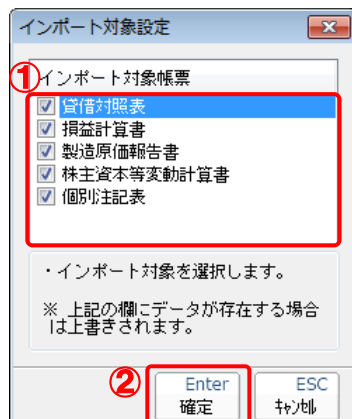 インポート対象設定
①
インポート対象帳票
貸借対照表
損益計算書
製造原価報告書
株主資本等変動計算書
個別注記表
・インポート対象を選択します。
※ 上記の欄にデータが存在する場合
は上書きされます。
②
Enter
確定
ESC
ｷｬﾝｾﾙ